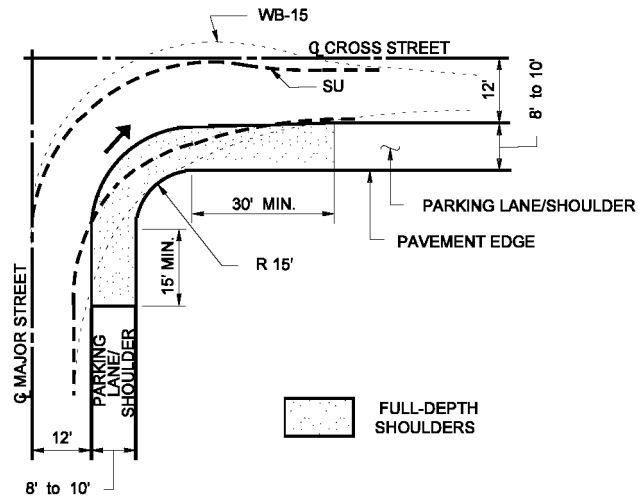 WB-15
℄ CROSS STREET
SU
12'
8' to 10'
30' MIN.
PARKING LANE/SHOULDER
PAVEMENT EDGE
R 15'
15' MIN.
℄ MAJOR STREET
PARKING
LANE/
SHOULDER
FULL-DEPTH
SHOULDERS
12'
8' to 10'